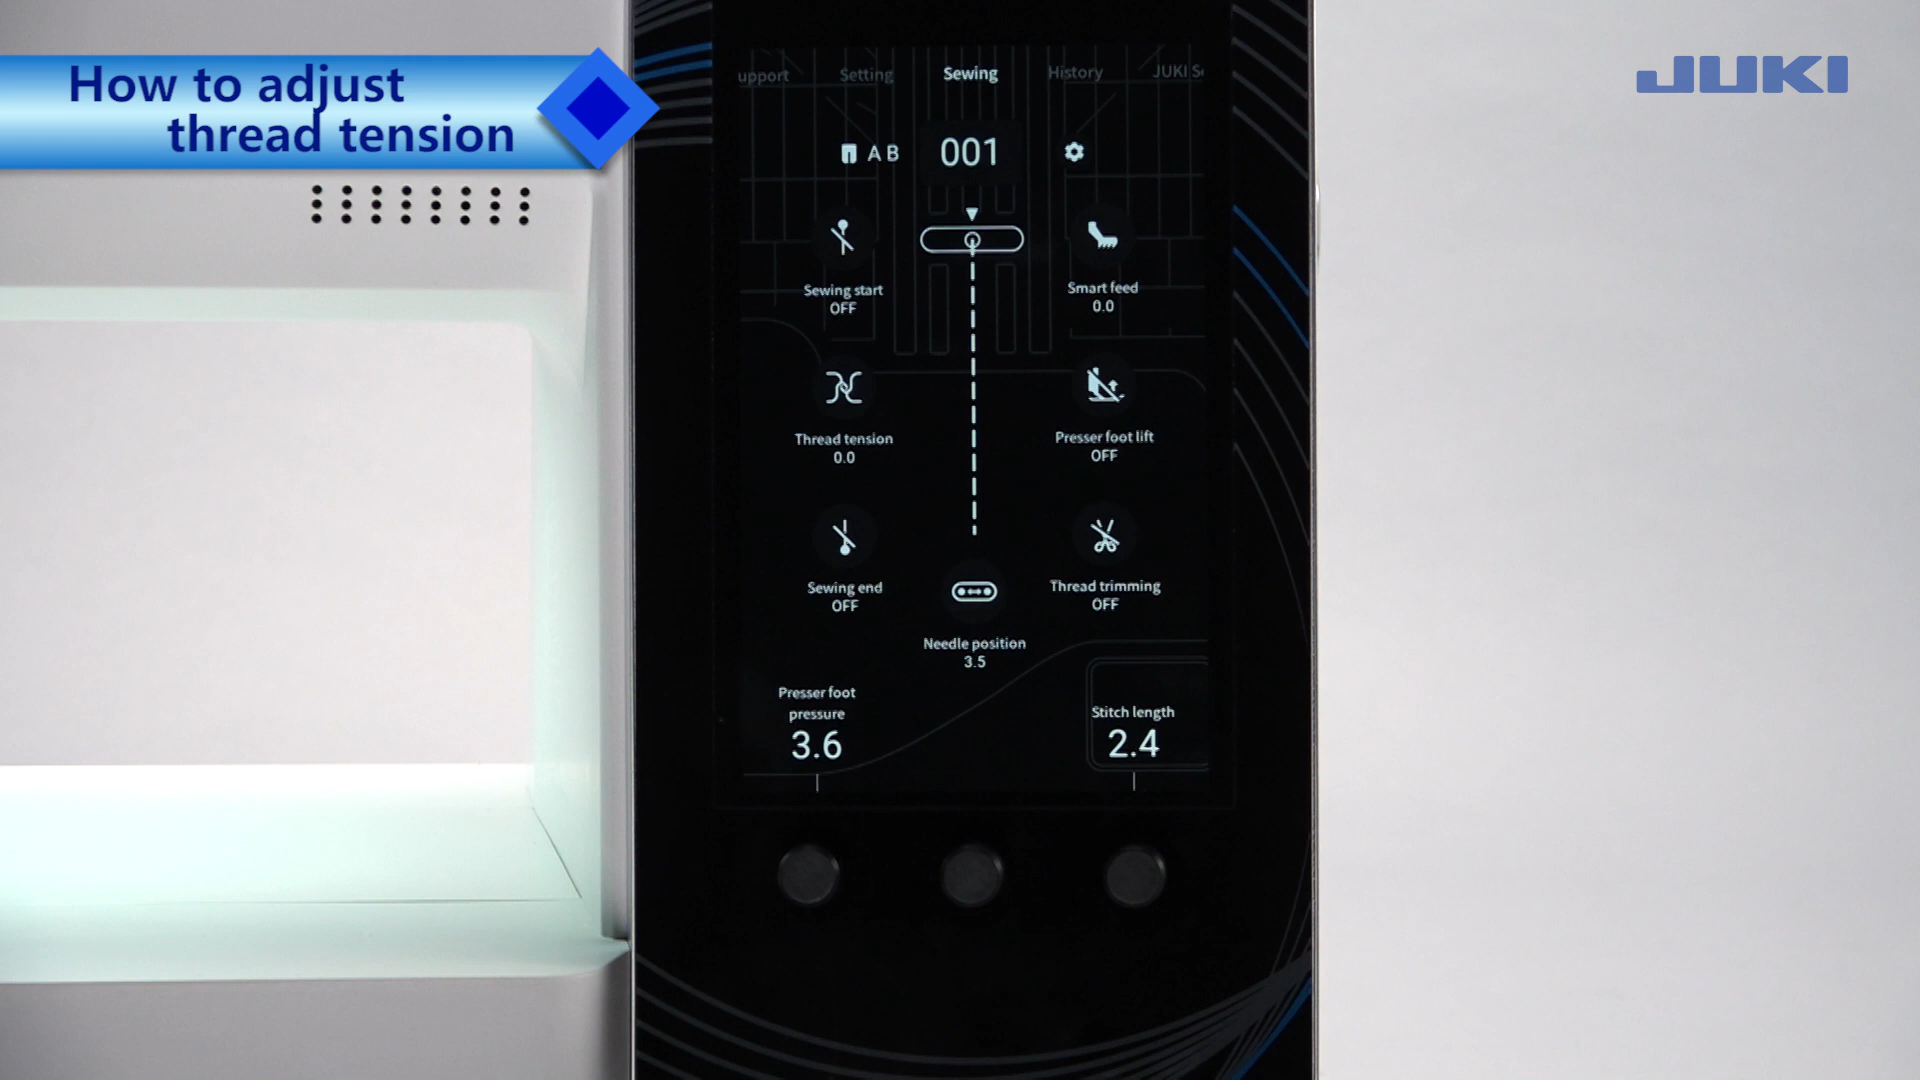 How to adjust
thread tension
JUKI
upport Setting Sewing History JUKI S
A B 001
Sewing start
OFF
Smart feed
0.0
Thread tension
0.0
Presser foot lift
OFF
Sewing end
OFF
Thread trimming
OFF
Needle position
3.5
Presser foot
pressure
3.6
Stitch length
2.4